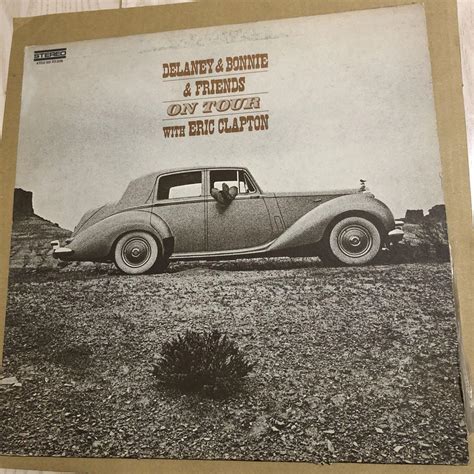 STEREO
DELANEY & BONNIE
& FRIENDS
ON TOUR
WITH ERIC CLAPTON